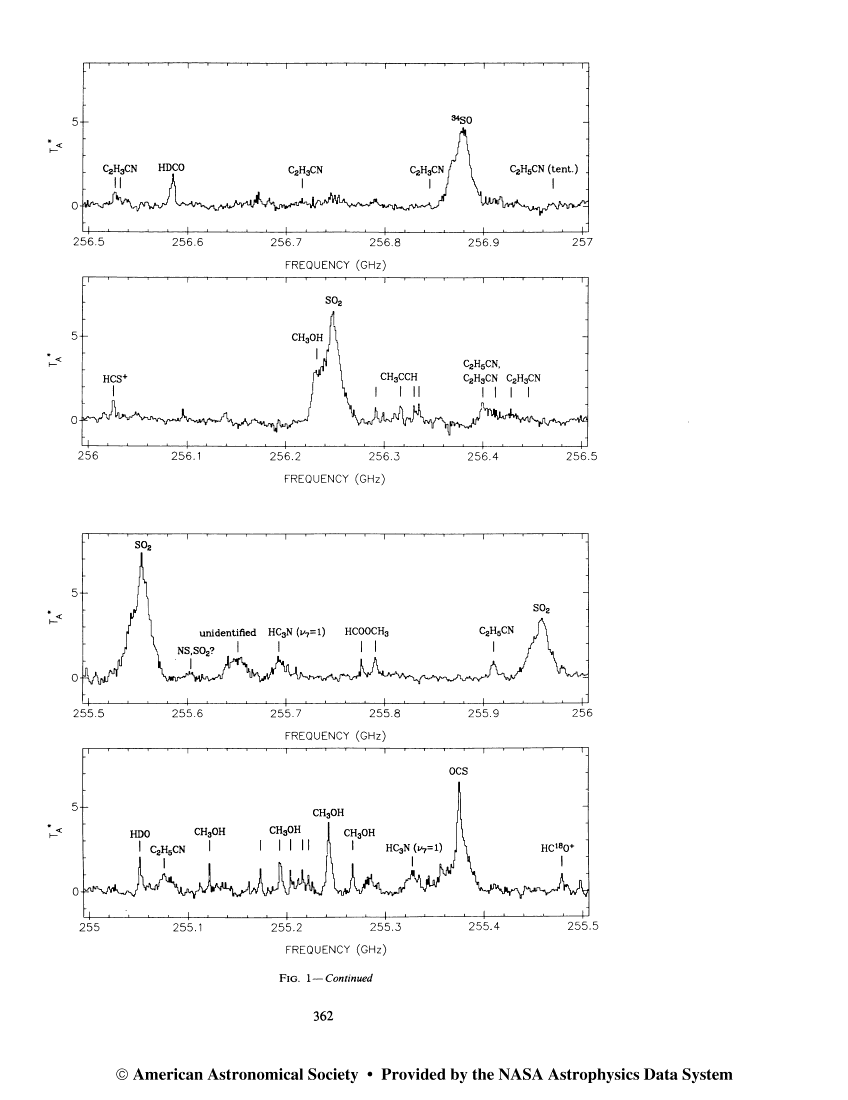 ³⁴SO
C₂H₃CN HDCO C₂H₃CN C₂H₃CN C₂H₅CN (tent.)
5
T_A*
0
256.5 256.6 256.7 256.8 256.9 257
FREQUENCY (GHz)
SO₂
CH₃OH
5
T_A*
C₂H₅CN,
HCS⁺ CH₃CCH C₂H₃CN C₂H₃CN
0
256 256.1 256.2 256.3 256.4 256.5
FREQUENCY (GHz)
SO₂
5
T_A*
SO₂
unidentified HC₃N (ν₇=1) HCOOCH₃ C₂H₅CN
NS,SO₂?
0
255.5 255.6 255.7 255.8 255.9 256
FREQUENCY (GHz)
OCS
5
T_A*
CH₃OH
HDO CH₃OH CH₃OH CH₃OH
C₂H₅CN HC₃N (ν₇=1) HC¹⁸O⁺
0
255 255.1 255.2 255.3 255.4 255.5
FREQUENCY (GHz)
FIG. 1—Continued
362
© American Astronomical Society • Provided by the NASA Astrophysics Data System